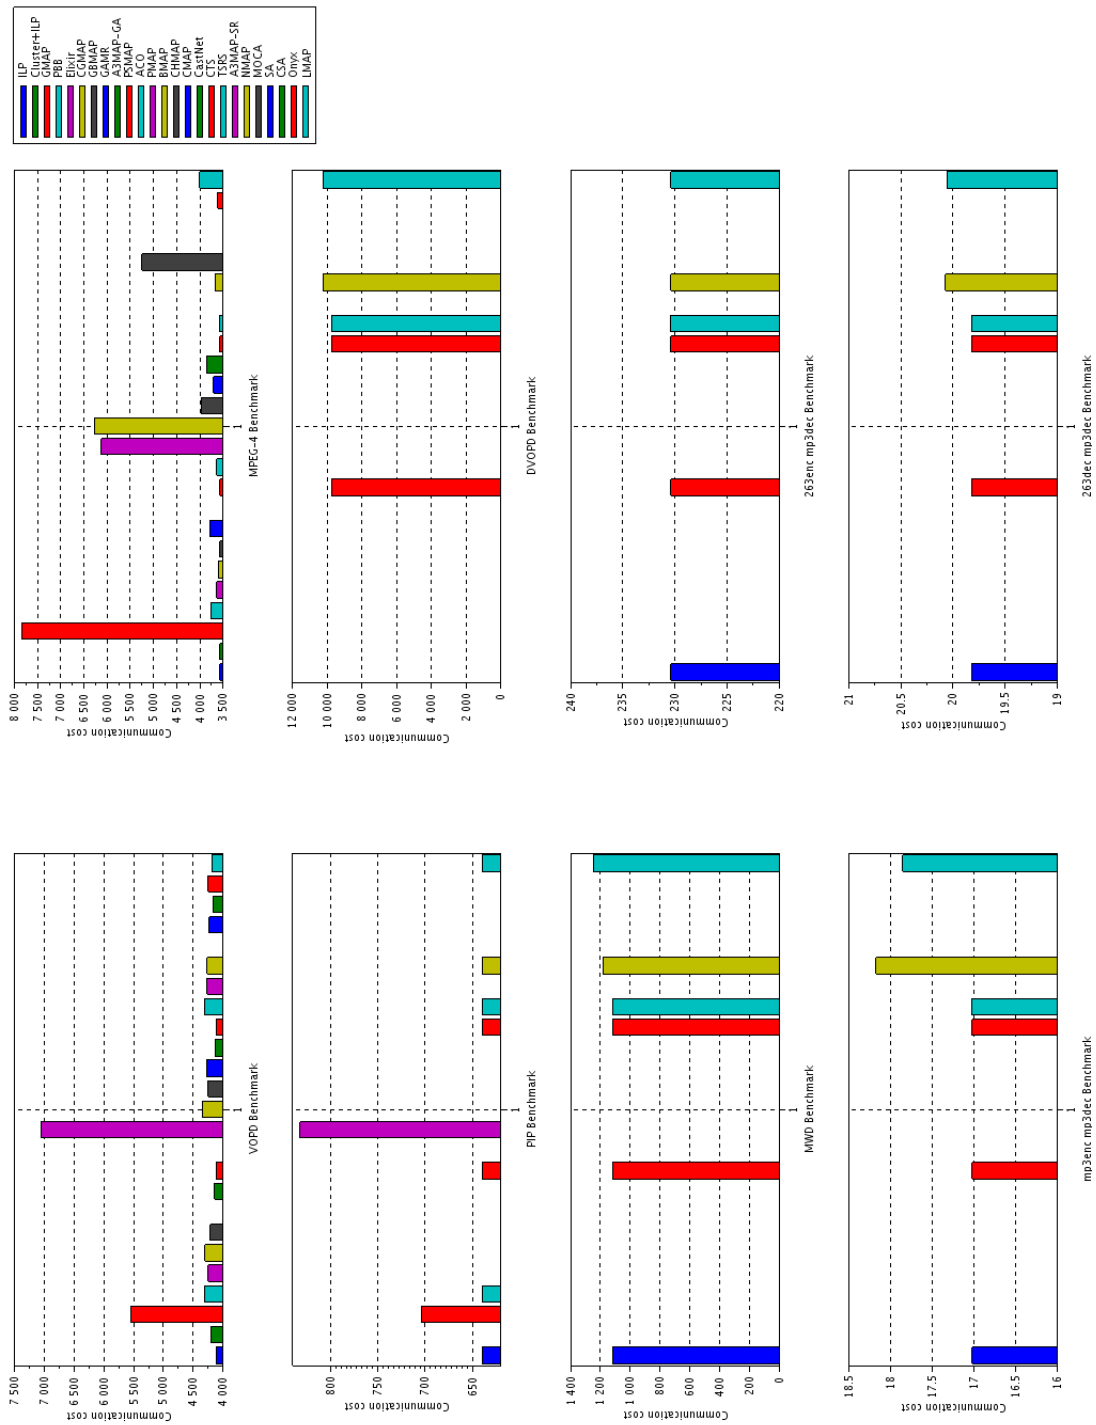 ILP
Cluster+ILP
GMAP
PBB
Elixir
CGMAP
GBMAP
GAMR
A3MAP-GA
PSMAP
ACO
PMAP
BMAP
CHMAP
CMAP
CastNet
CTS
TSRS
A3MAP-SR
NMAP
MOCA
SA
CSA
Onyx
LMAP
8 000
7 500
7 000
6 500
6 000
5 500
5 000
4 500
4 000
3 500
Communication cost
1
MPEG-4 Benchmark
12 000
10 000
8 000
6 000
4 000
2 000
0
Communication cost
1
DVOPD Benchmark
240
235
230
225
220
Communication cost
1
263enc mp3dec Benchmark
21
20.5
20
19.5
19
Communication cost
1
263dec mp3dec Benchmark
7 500
7 000
6 500
6 000
5 500
5 000
4 500
4 000
Communication cost
1
VOPD Benchmark
800
750
700
650
Communication cost
1
PIP Benchmark
1 400
1 200
1 000
800
600
400
200
0
Communication cost
1
MWD Benchmark
18.5
18
17.5
17
16.5
16
Communication cost
1
mp3enc mp3dec Benchmark